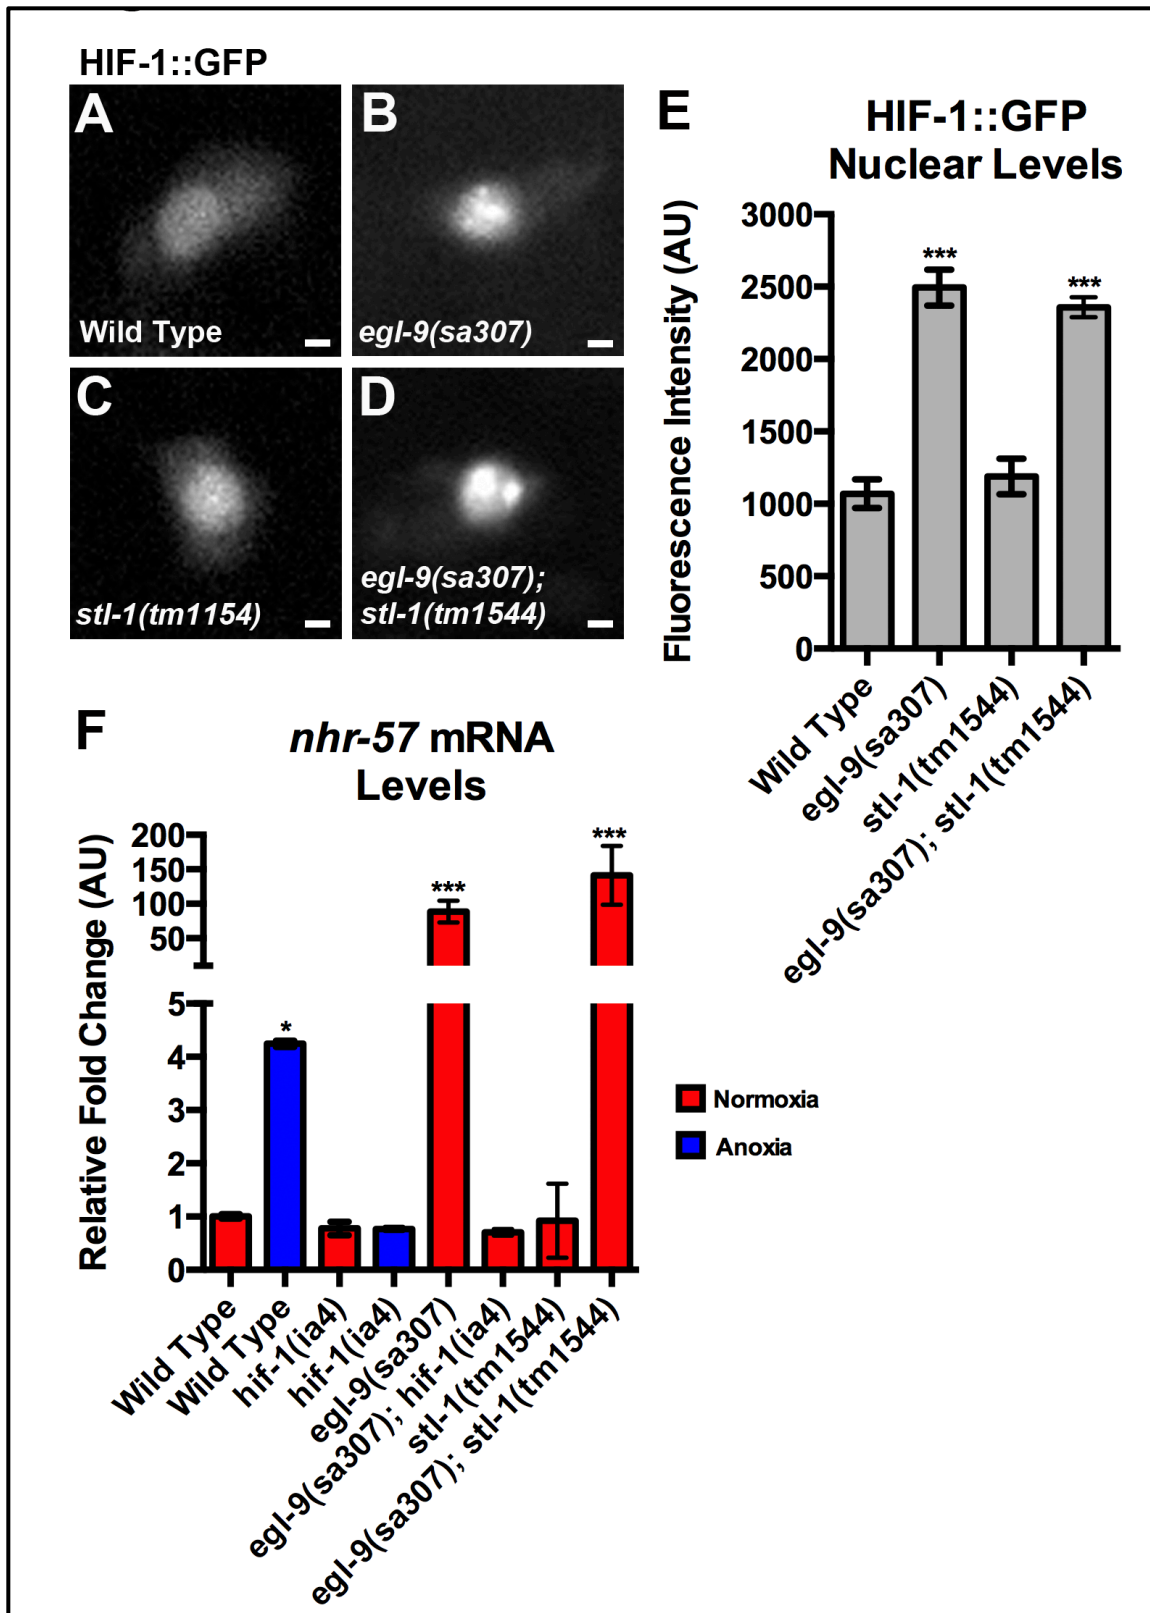 HIF-1::GFP
A
Wild Type
B
egl-9(sa307)
C
stl-1(tm1154)
D
egl-9(sa307);
stl-1(tm1544)
E
HIF-1::GFP
Nuclear Levels
Fluorescence Intensity (AU)
3000
2500
2000
1500
1000
500
0
***
***
Wild Type
egl-9(sa307)
stl-1(tm1544)
egl-9(sa307); stl-1(tm1544)
F
nhr-57 mRNA
Levels
Relative Fold Change (AU)
200
150
100
50
5
4
3
2
1
0
*
***
***
Wild Type
Wild Type
hif-1(ia4)
hif-1(ia4)
egl-9(sa307)
egl-9(sa307); hif-1(ia4)
stl-1(tm1544)
egl-9(sa307); stl-1(tm1544)
Normoxia
Anoxia